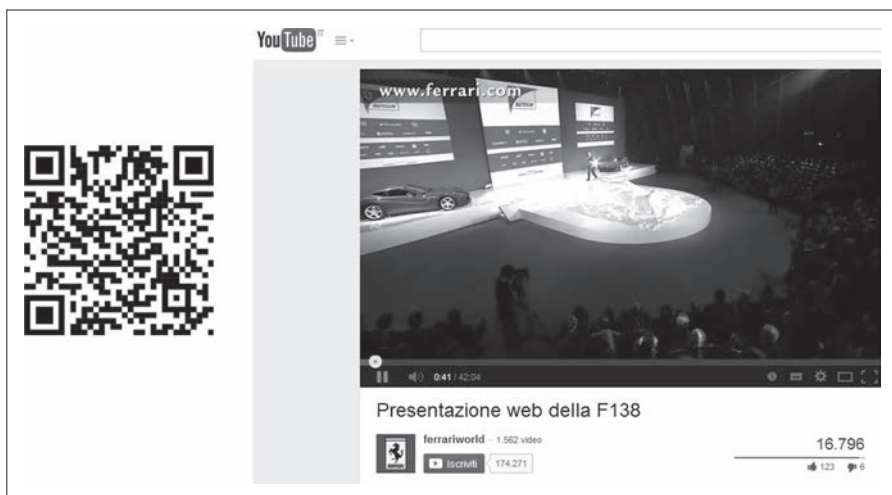 YouTube IT
www.ferrari.com
0:41 / 42:04
Presentazione web della F138
ferrariworld - 1.562 video
Iscriviti 174.271
16.796
123 6